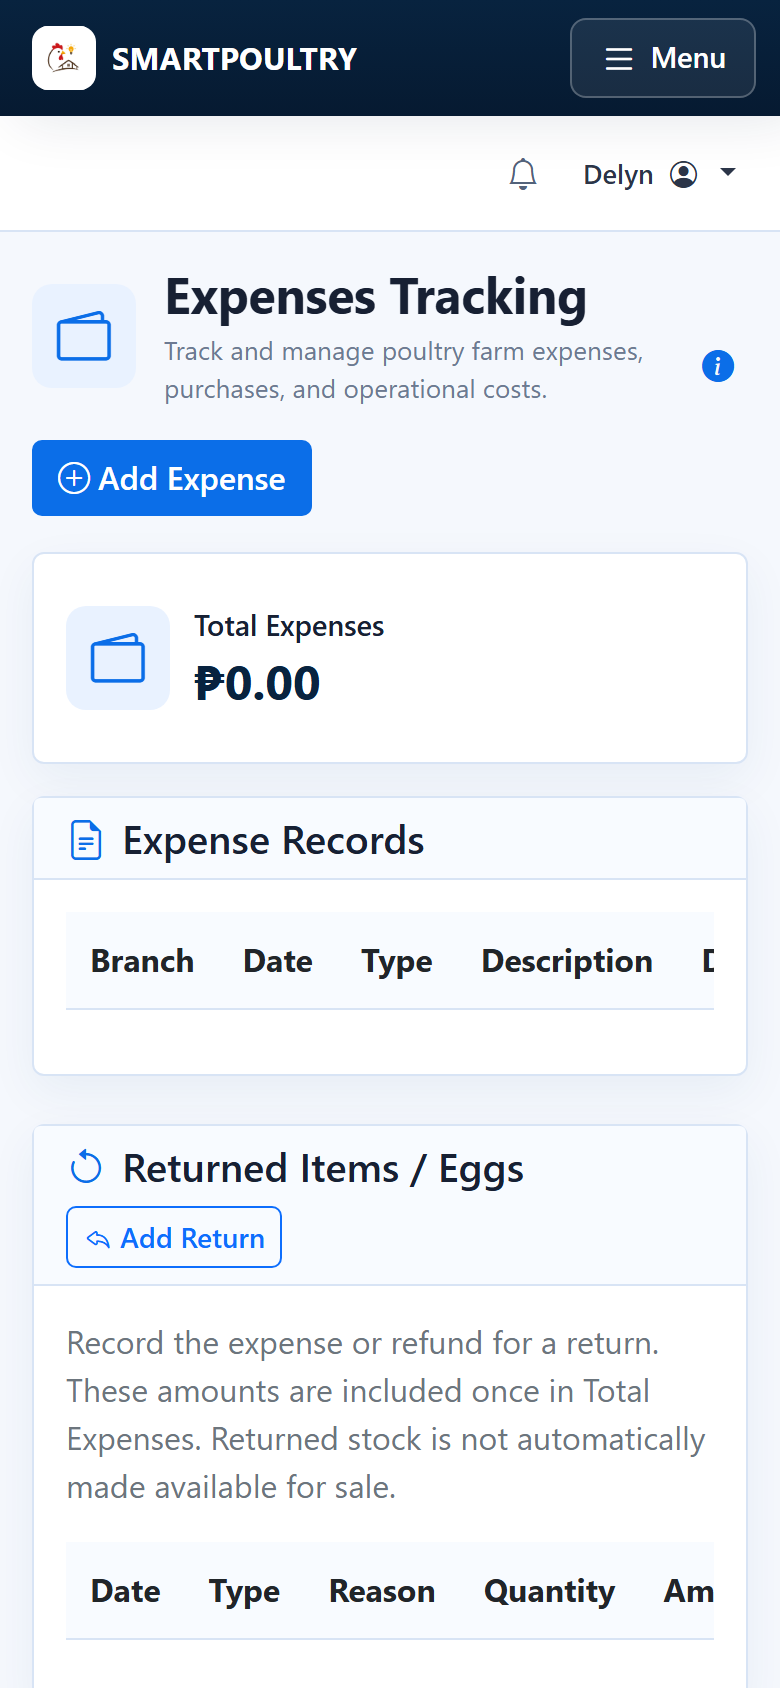 SMARTPOULTRY
Menu
Delyn
Expenses Tracking
Track and manage poultry farm expenses,
purchases, and operational costs.
i
Add Expense
Total Expenses
₱0.00
Expense Records
Branch Date Type Description
Returned Items / Eggs
Add Return
Record the expense or refund for a return.
These amounts are included once in Total
Expenses. Returned stock is not automatically
made available for sale.
Date Type Reason Quantity Am